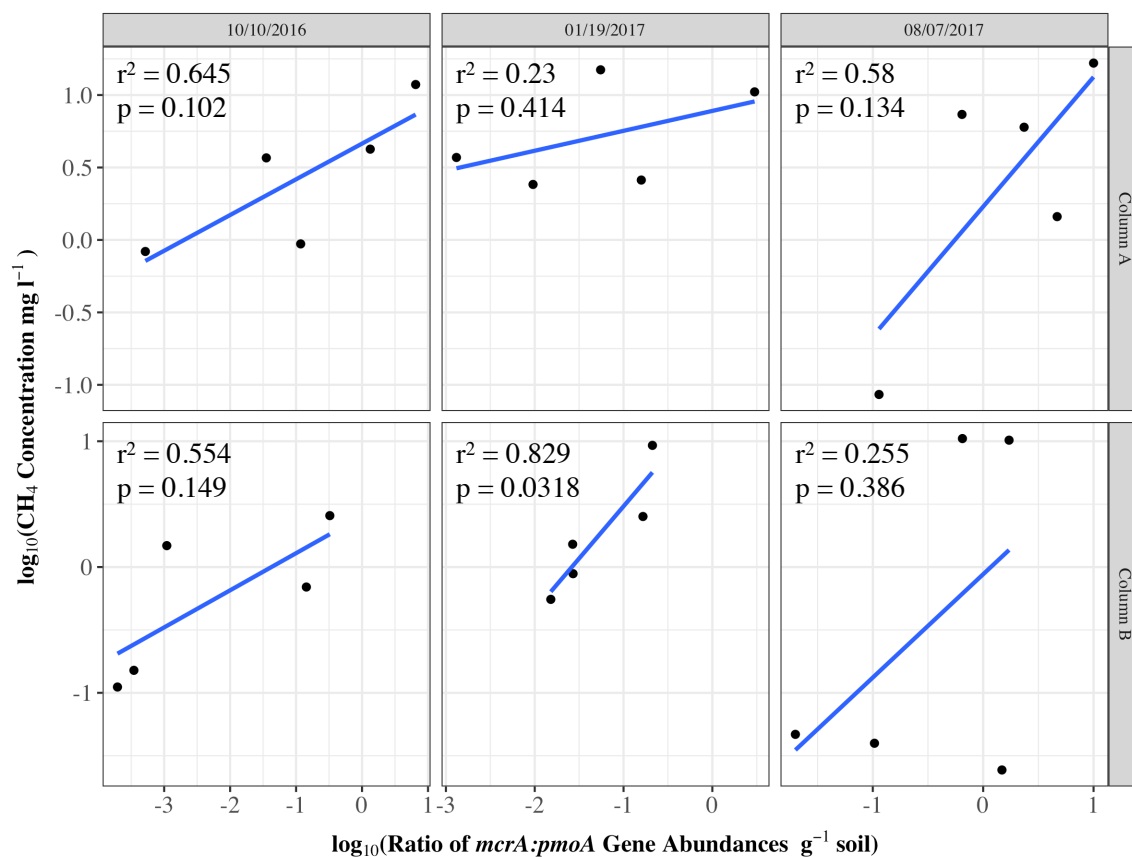 10/10/2016 01/19/2017 08/07/2017
r² = 0.645
p = 0.102
r² = 0.23
p = 0.414
r² = 0.58
p = 0.134
1.0
0.5
0.0
-0.5
-1.0
Column A
r² = 0.554
p = 0.149
r² = 0.829
p = 0.0318
r² = 0.255
p = 0.386
1
0
-1
Column B
-3 -2 -1 0 1 -3 -2 -1 0 -1 0 1
log₁₀(CH₄ Concentration mg l⁻¹ )
log₁₀(Ratio of mcrA:pmoA Gene Abundances g⁻¹ soil)